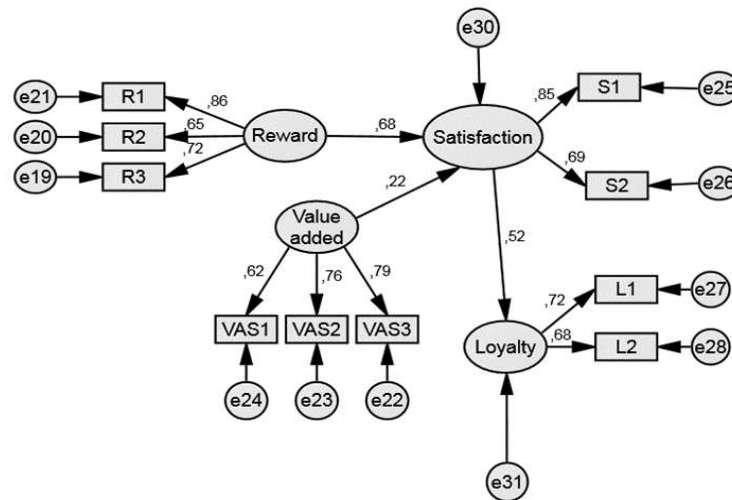 e30
e21
R1
,86
,85
S1
e25
e20
R2
,65
Reward
,68
Satisfaction
e19
R3
,72
,69
S2
e26
,22
Value
added
,52
,62
,76
,79
,72
L1
e27
VAS1
VAS2
VAS3
Loyalty
,68
L2
e28
e24
e23
e22
e31